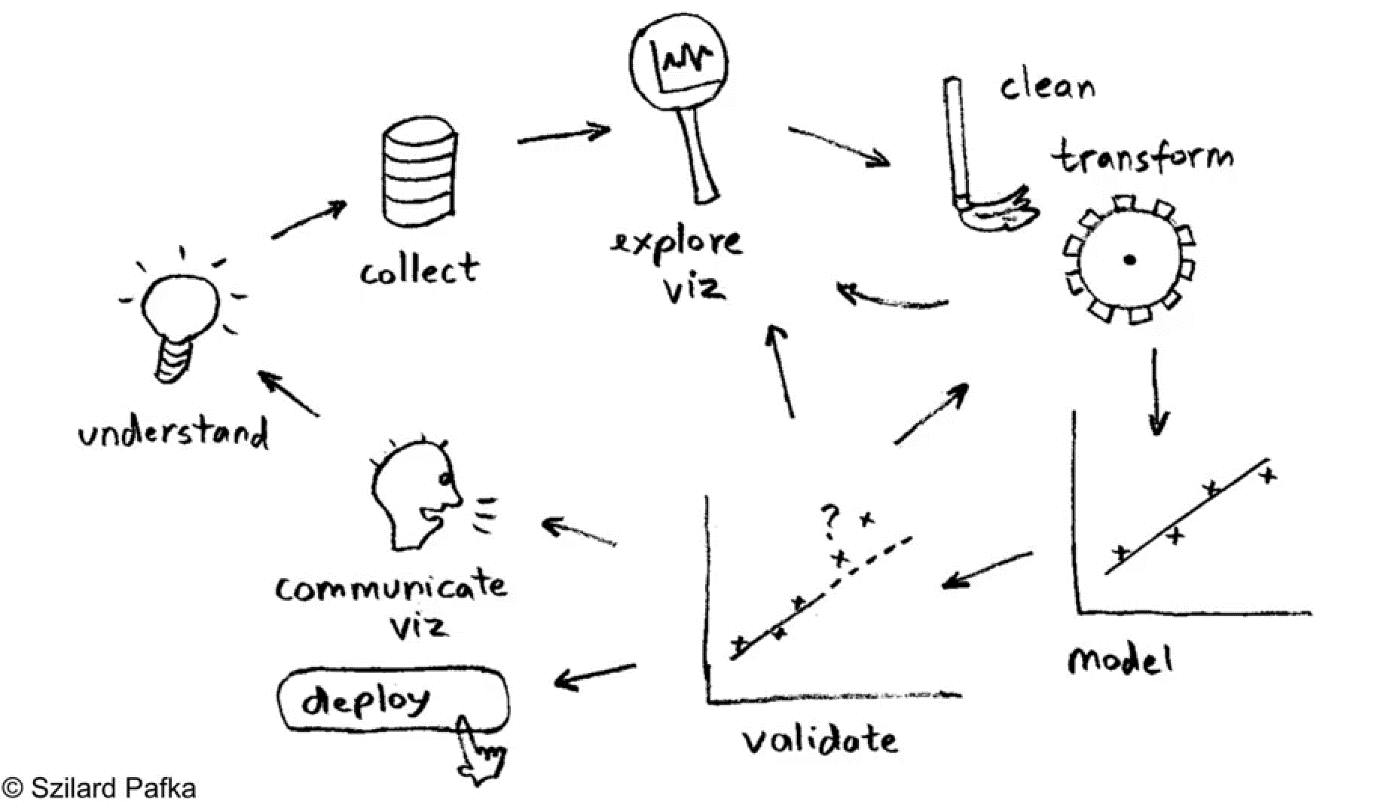 clean
transform
collect
explore
viz
understand
?
communicate
viz
model
deploy
validate
© Szilard Pafka